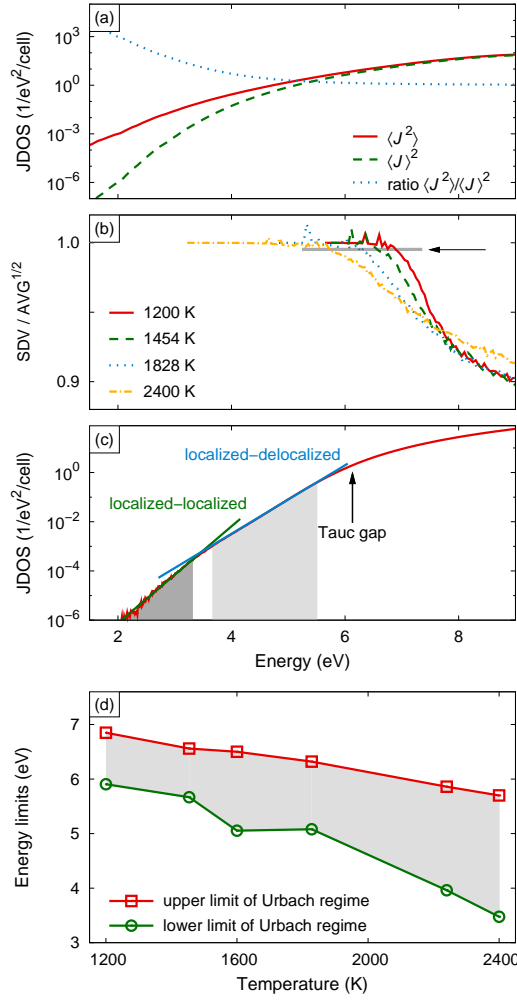 (a)
JDOS (1/eV²/cell)
10³
10⁰
10⁻³
10⁻⁶
⟨J²⟩
⟨J⟩²
ratio ⟨J²⟩/⟨J⟩²
(b)
SDV / AVG¹/²
1.0
0.9
1200 K
1454 K
1828 K
2400 K
(c)
JDOS (1/eV²/cell)
10⁰
10⁻²
10⁻⁴
10⁻⁶
localized–delocalized
localized–localized
Tauc gap
2 4 6 8
Energy (eV)
(d)
Energy limits (eV)
7
6
5
4
3
upper limit of Urbach regime
lower limit of Urbach regime
1200 1600 2000 2400
Temperature (K)